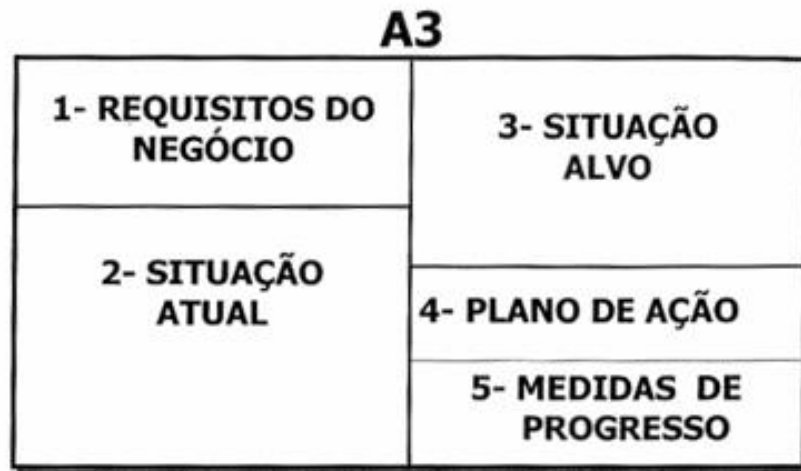 A3
1- REQUISITOS DO
NEGÓCIO
2- SITUAÇÃO
ATUAL
3- SITUAÇÃO
ALVO
4- PLANO DE AÇÃO
5- MEDIDAS DE
PROGRESSO